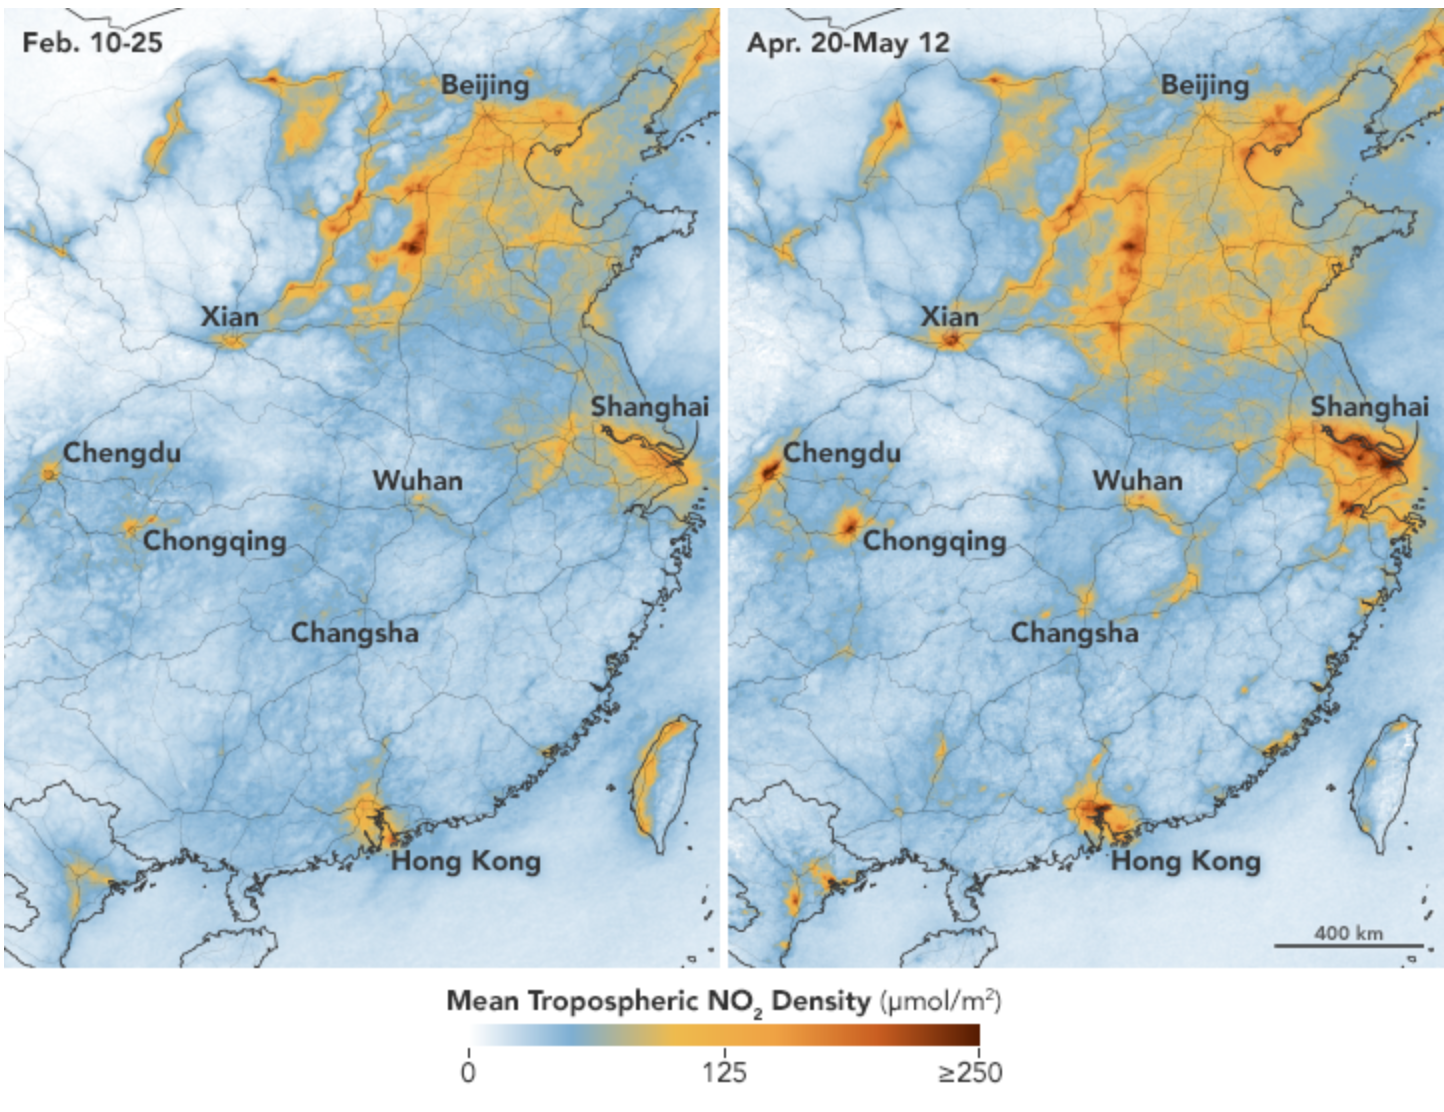 Feb. 10-25
Beijing
Xian
Shanghai
Chengdu
Wuhan
Chongqing
Changsha
Hong Kong
Apr. 20-May 12
Beijing
Xian
Shanghai
Chengdu
Wuhan
Chongqing
Changsha
Hong Kong
400 km
Mean Tropospheric NO₂ Density (μmol/m²)
0 125 ≥250